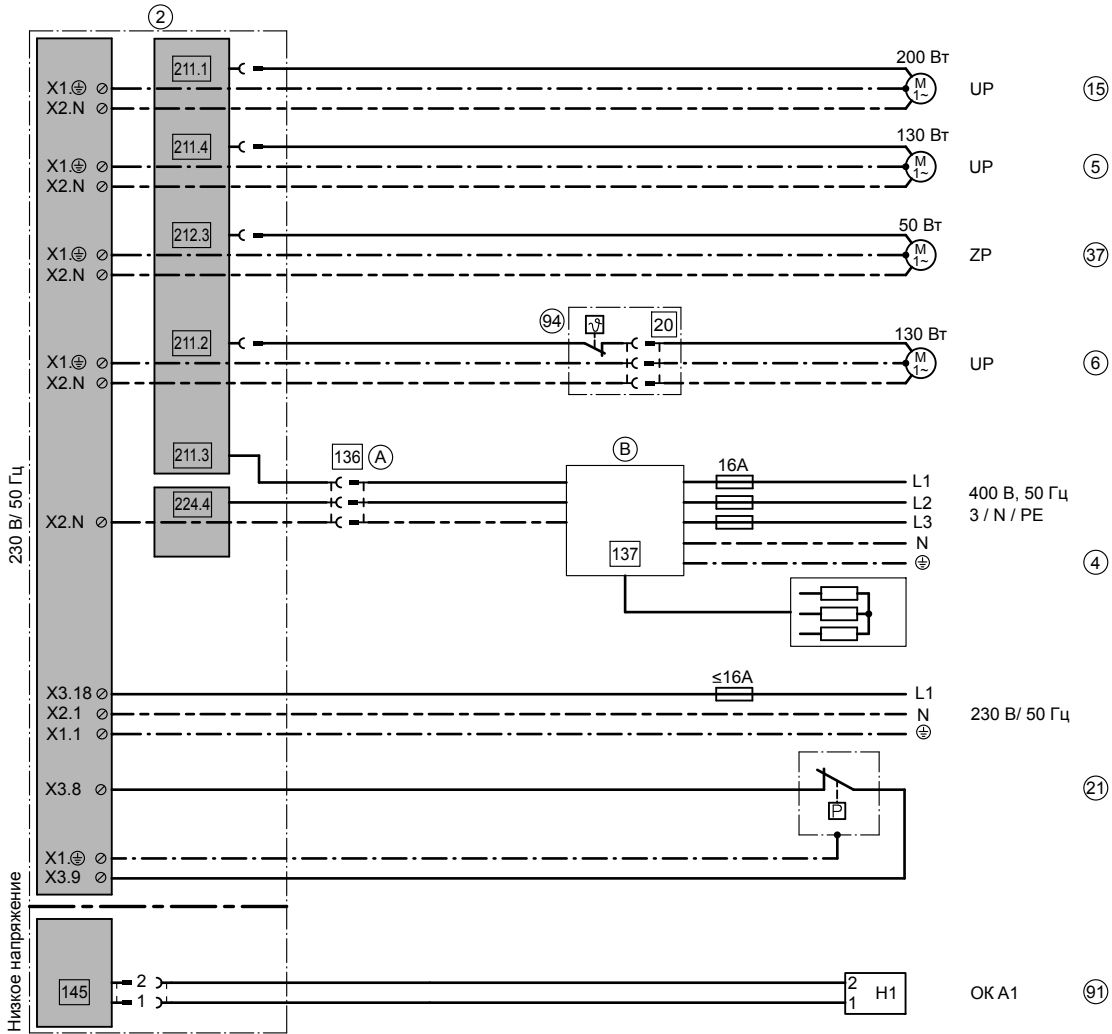 2
211.1
200 Вт
X1.
X2.N
M
1~
UP
15
211.4
130 Вт
X1.
X2.N
M
1~
UP
5
212.3
50 Вт
X1.
X2.N
M
1~
ZP
37
94
ϑ
20
211.2
130 Вт
X1.
X2.N
M
1~
UP
6
211.3
136
A
B
16A
L1
224.4
L2
400 В, 50 Гц
3 / N / PE
X2.N
L3
N
137
4
230 В/ 50 Гц
X3.18
≤16A
L1
X2.1
N
230 В/ 50 Гц
X1.1
X3.8
P
21
X1.
X3.9
Низкое напряжение
145
2
1
2
1
H1
ОК A1
91